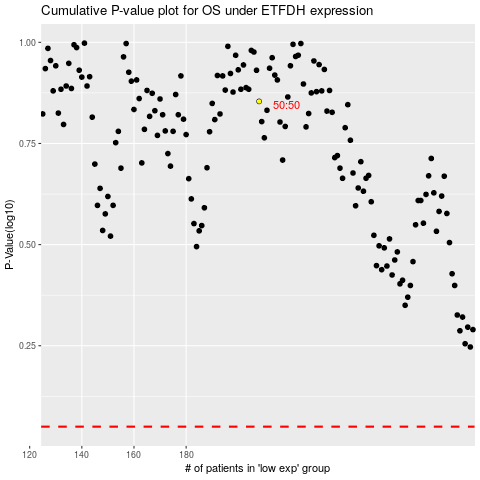 Cumulative P-value plot for OS under ETFDH expression
1.00
0.75
0.50
0.25
P-Value(log10)
50:50
120 140 160 180
# of patients in 'low exp' group